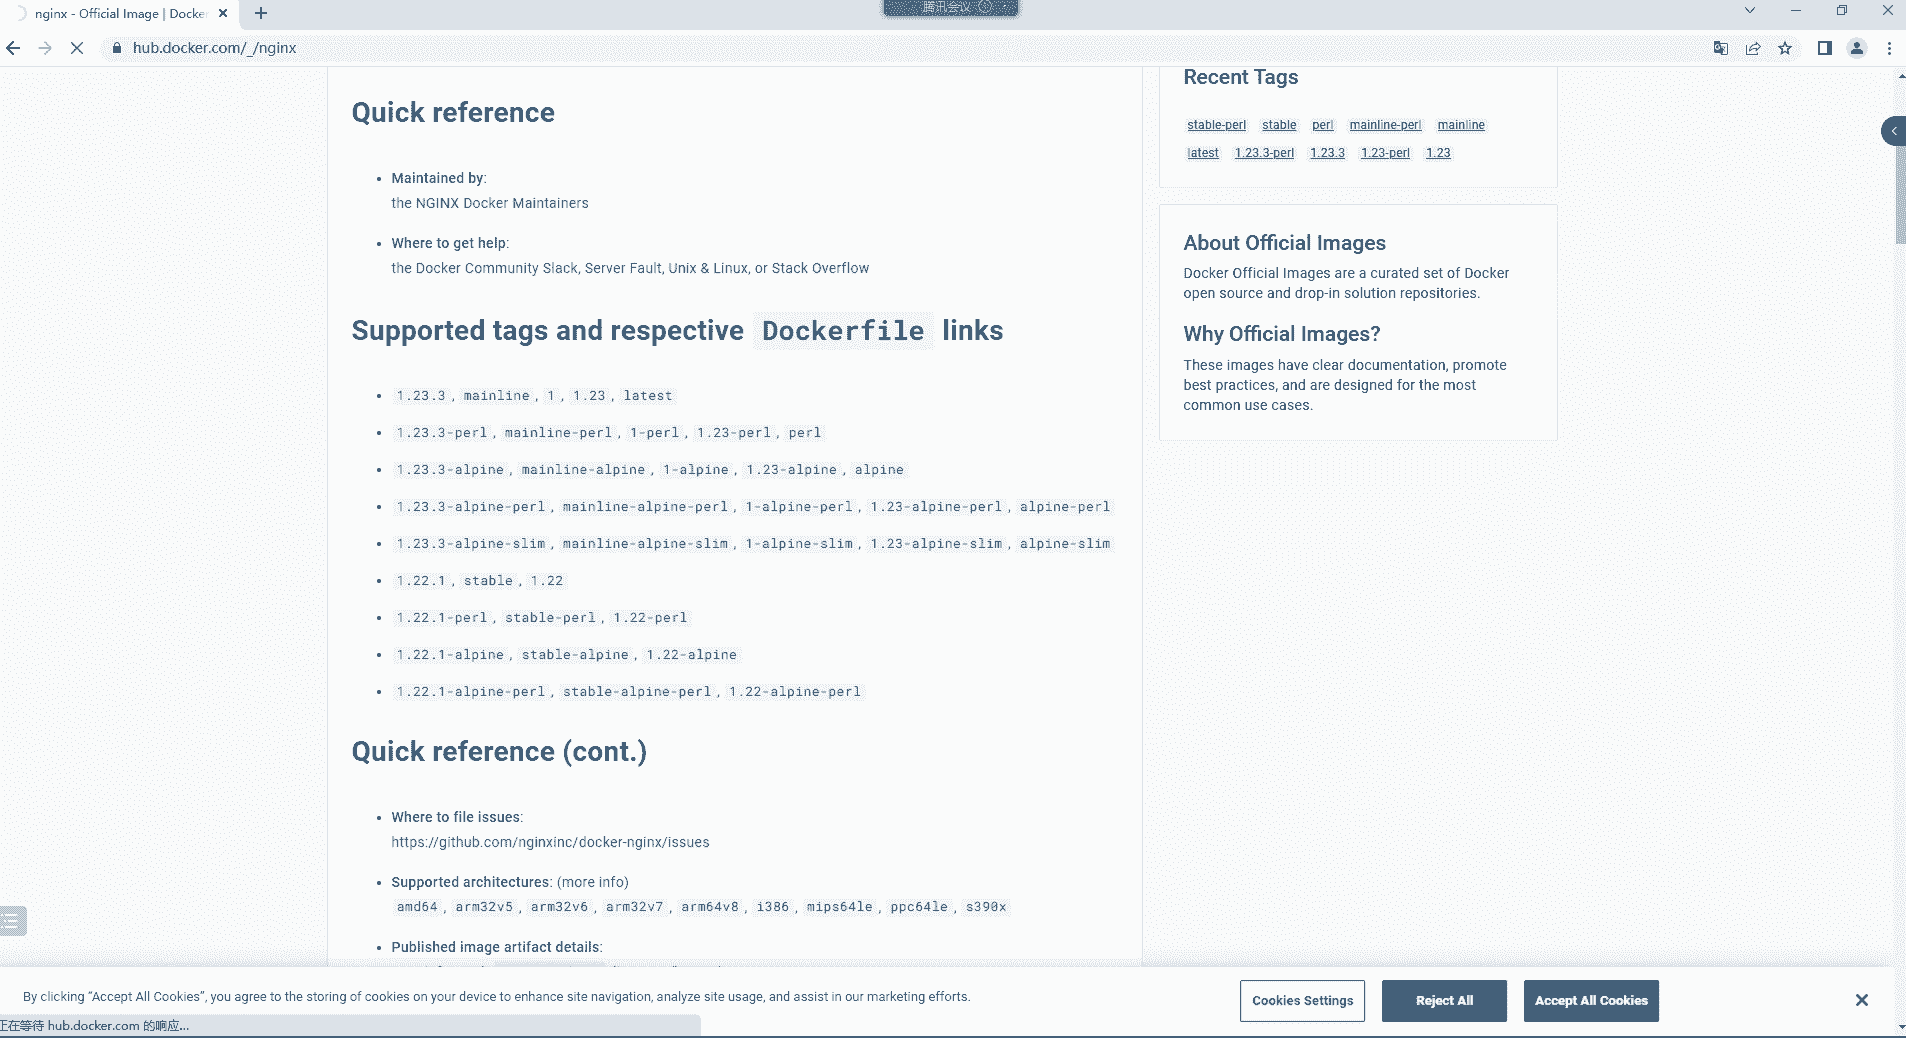 nginx - Official Image | Docker
腾讯会议
hub.docker.com/_/nginx
Quick reference
Maintained by:
the NGINX Docker Maintainers
Where to get help:
the Docker Community Slack, Server Fault, Unix & Linux, or Stack Overflow
Supported tags and respective Dockerfile links
1.23.3, mainline, 1, 1.23, latest
1.23.3-perl, mainline-perl, 1-perl, 1.23-perl, perl
1.23.3-alpine, mainline-alpine, 1-alpine, 1.23-alpine, alpine
1.23.3-alpine-perl, mainline-alpine-perl, 1-alpine-perl, 1.23-alpine-perl, alpine-perl
1.23.3-alpine-slim, mainline-alpine-slim, 1-alpine-slim, 1.23-alpine-slim, alpine-slim
1.22.1, stable, 1.22
1.22.1-perl, stable-perl, 1.22-perl
1.22.1-alpine, stable-alpine, 1.22-alpine
1.22.1-alpine-perl, stable-alpine-perl, 1.22-alpine-perl
Quick reference (cont.)
Where to file issues:
https://github.com/nginxinc/docker-nginx/issues
Supported architectures: (more info)
amd64, arm32v5, arm32v6, arm32v7, arm64v8, i386, mips64le, ppc64le, s390x
Published image artifact details:
Recent Tags
stable-perl stable perl mainline-perl mainline
latest 1.23.3-perl 1.23.3 1.23-perl 1.23
About Official Images
Docker Official Images are a curated set of Docker
open source and drop-in solution repositories.
Why Official Images?
These images have clear documentation, promote
best practices, and are designed for the most
common use cases.
By clicking “Accept All Cookies”, you agree to the storing of cookies on your device to enhance site navigation, analyze site usage, and assist in our marketing efforts.
Cookies Settings
Reject All
Accept All Cookies
正在等待 hub.docker.com 的响应...